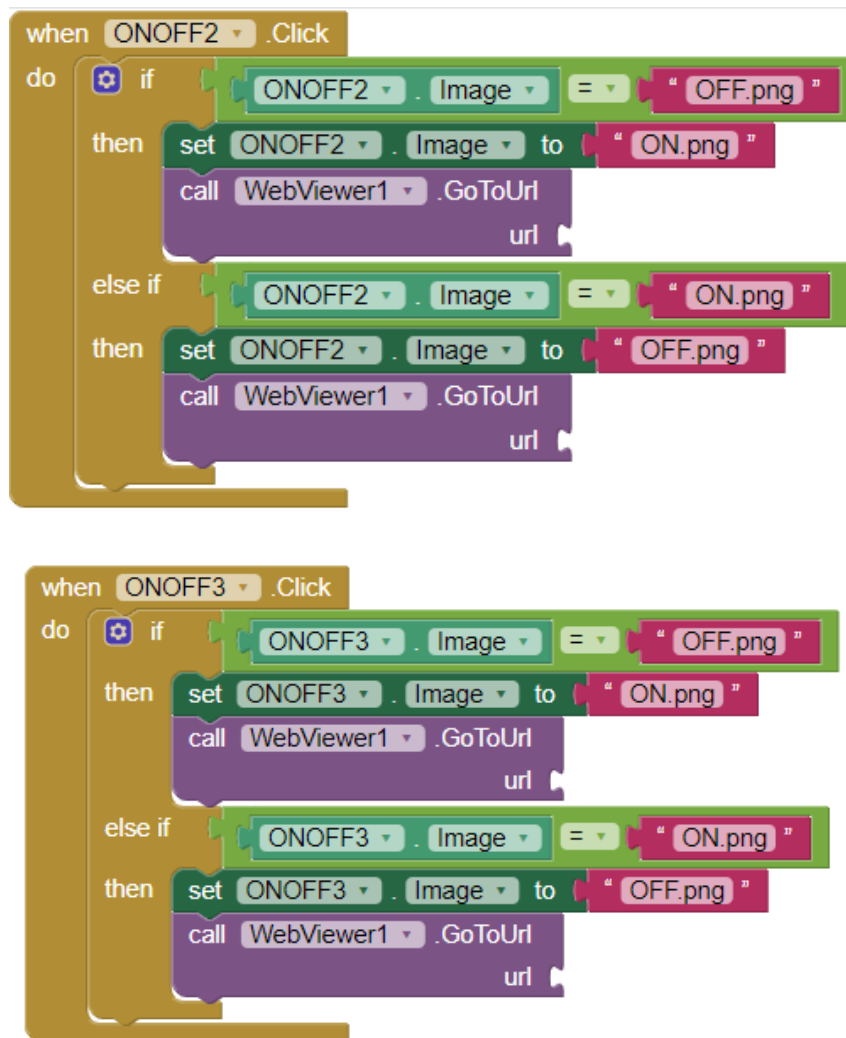 when ONOFF2 .Click
do if ONOFF2 . Image = “ OFF.png ”
then set ONOFF2 . Image to “ ON.png ”
call WebViewer1 .GoToUrl
url
else if ONOFF2 . Image = “ ON.png ”
then set ONOFF2 . Image to “ OFF.png ”
call WebViewer1 .GoToUrl
url
when ONOFF3 .Click
do if ONOFF3 . Image = “ OFF.png ”
then set ONOFF3 . Image to “ ON.png ”
call WebViewer1 .GoToUrl
url
else if ONOFF3 . Image = “ ON.png ”
then set ONOFF3 . Image to “ OFF.png ”
call WebViewer1 .GoToUrl
url